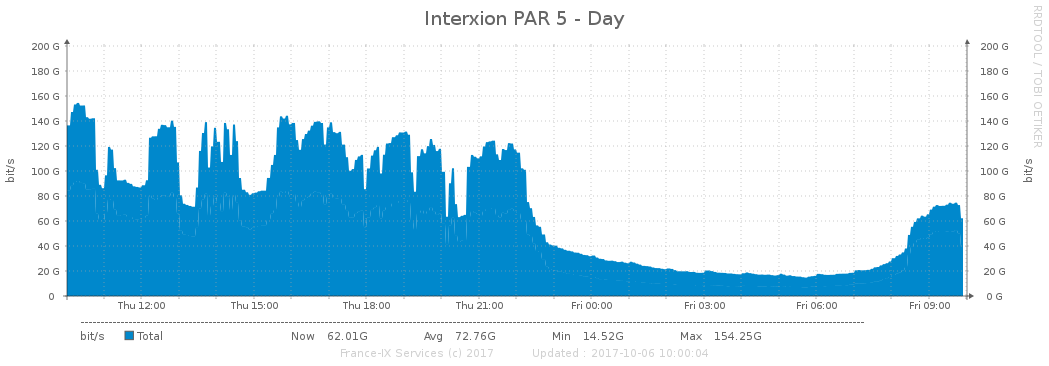 Interxion PAR 5 - Day
RRDTOOL / TOBI OETIKER
bit/s
200 G 200 G
180 G 180 G
160 G 160 G
140 G 140 G
120 G 120 G
100 G 100 G
80 G 80 G
60 G 60 G
40 G 40 G
20 G 20 G
0 0 G
bit/s
Thu 12:00 Thu 15:00 Thu 18:00 Thu 21:00 Fri 00:00 Fri 03:00 Fri 06:00 Fri 09:00
bit/s Total Now 62.01G Avg 72.76G Min 14.52G Max 154.25G
France-IX Services (c) 2017 Updated : 2017-10-06 10:00:04